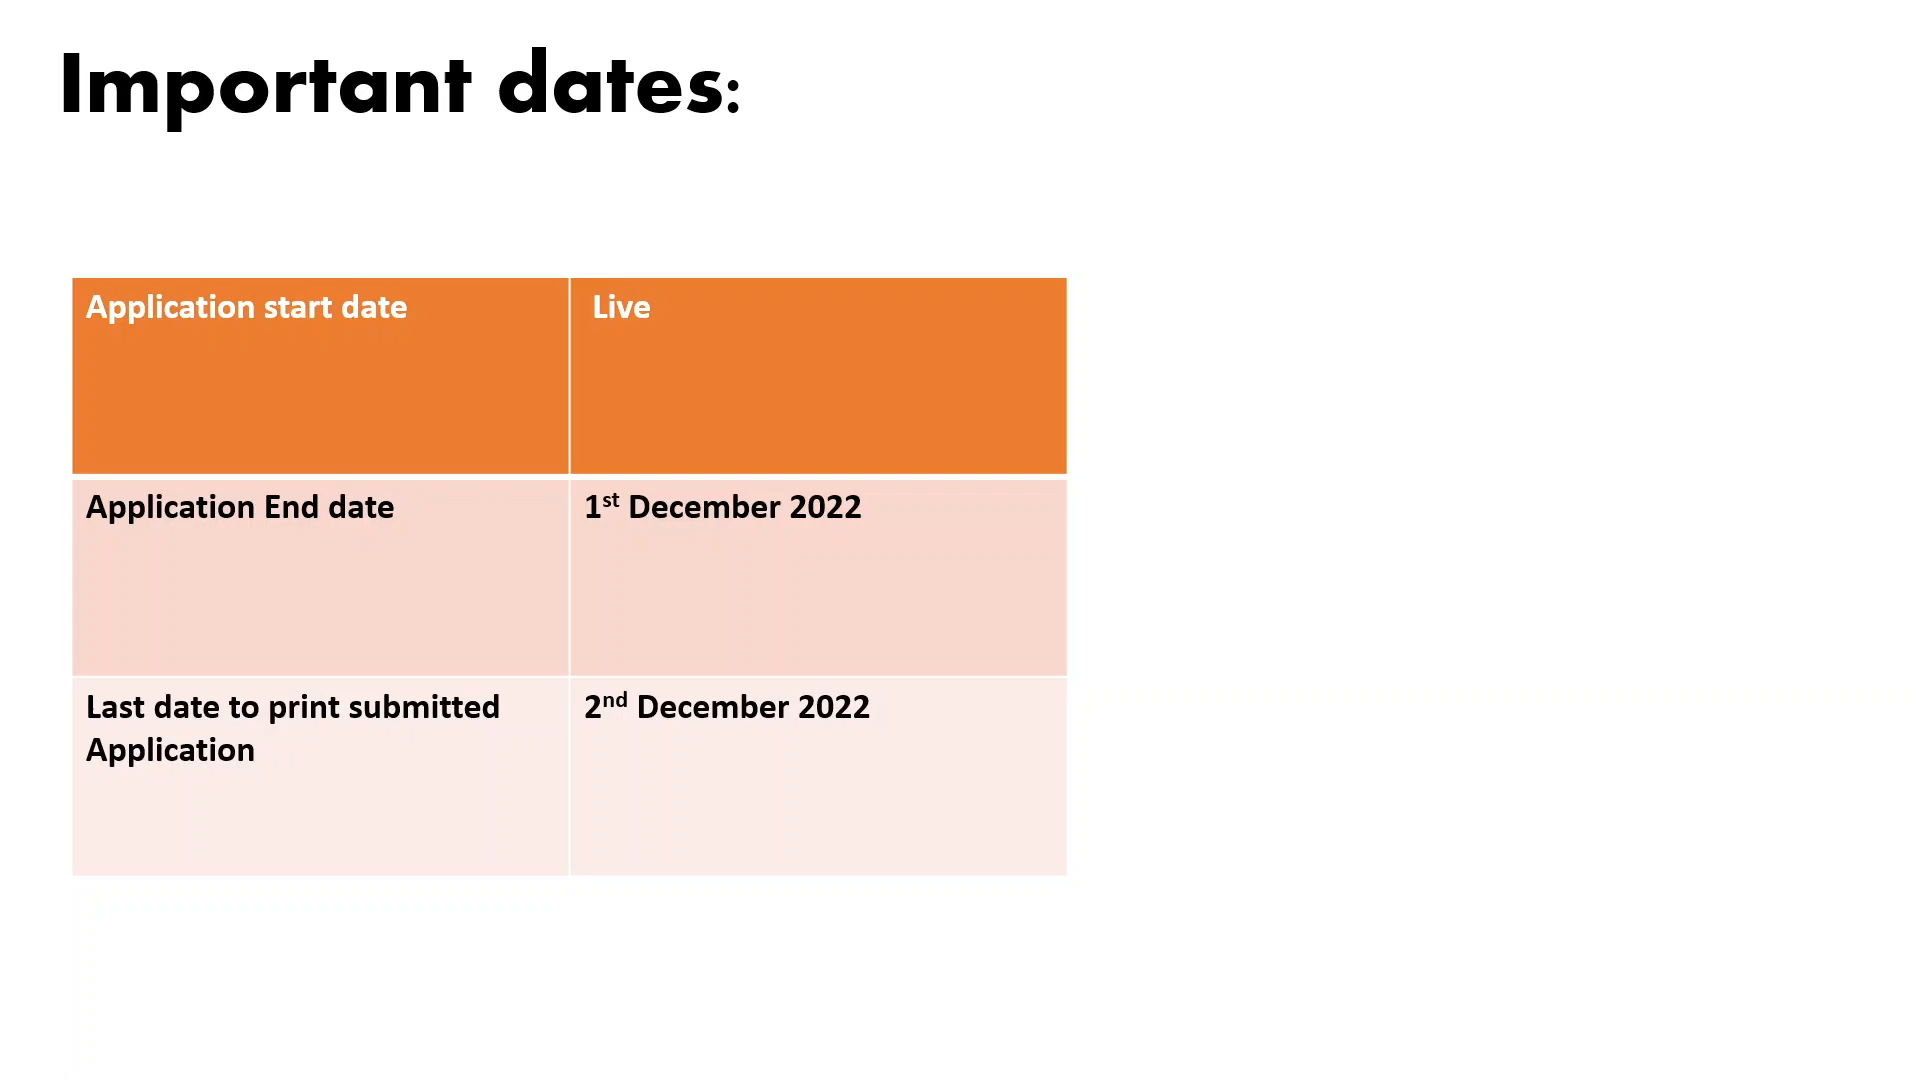 Important dates:
Application start date
Live
Application End date
1st December 2022
Last date to print submitted
Application
2nd December 2022